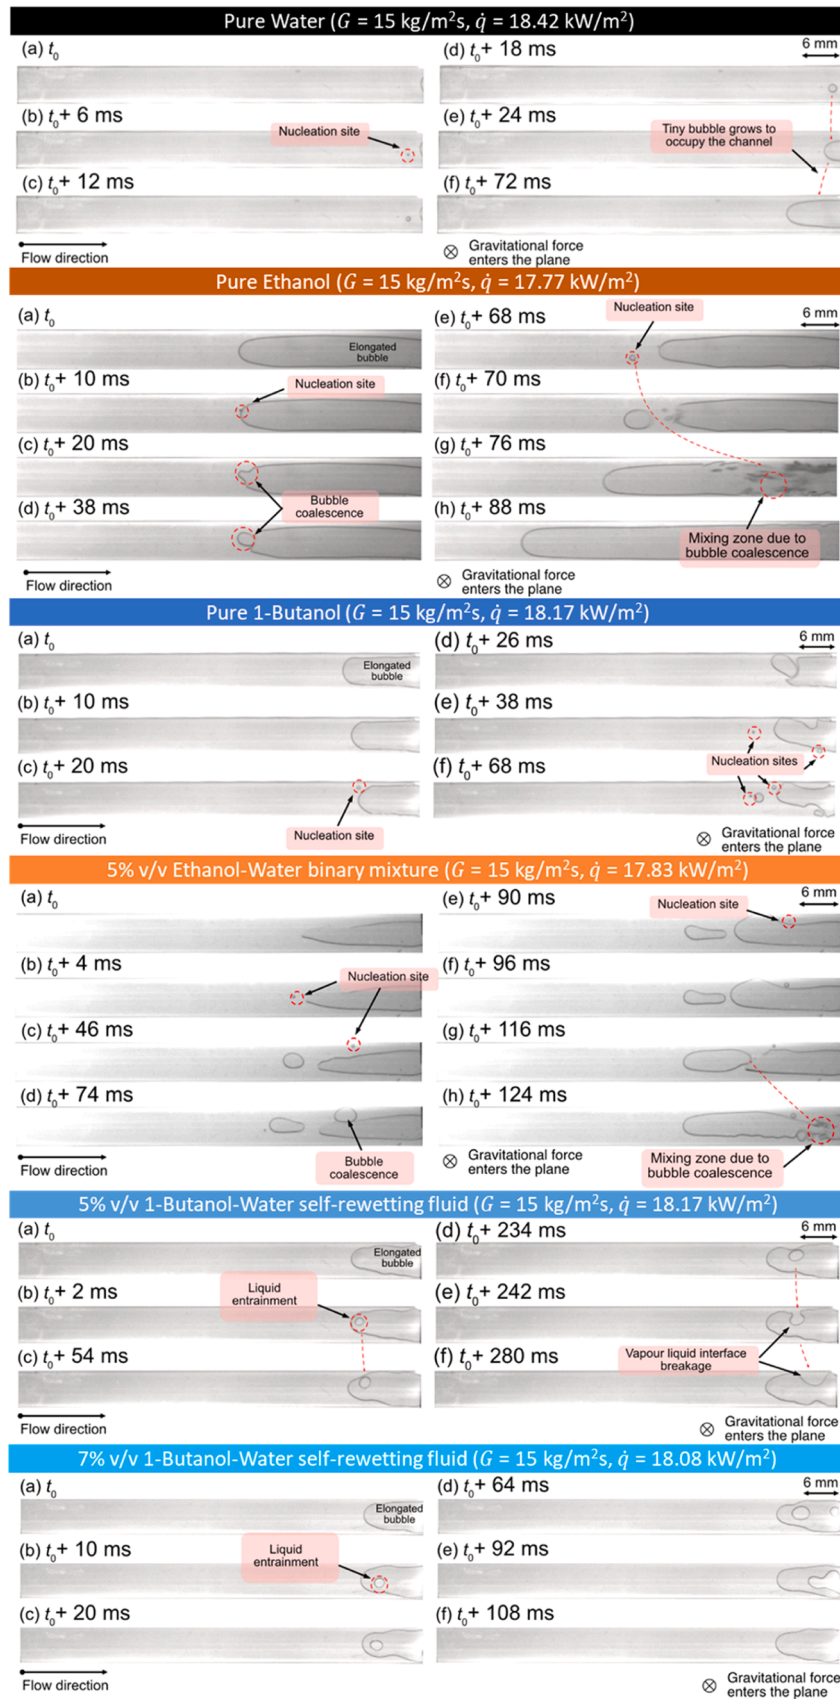 Pure Water (G = 15 kg/m²s, q̇ = 18.42 kW/m²)
(a) t₀
(b) t₀+ 6 ms
Nucleation site
(c) t₀+ 12 ms
Flow direction
(d) t₀+ 18 ms
6 mm
(e) t₀+ 24 ms
Tiny bubble grows to
occupy the channel
(f) t₀+ 72 ms
Gravitational force
enters the plane
Pure Ethanol (G = 15 kg/m²s, q̇ = 17.77 kW/m²)
(a) t₀
Elongated
bubble
(b) t₀+ 10 ms
Nucleation site
(c) t₀+ 20 ms
Bubble
coalescence
(d) t₀+ 38 ms
Flow direction
Nucleation site
(e) t₀+ 68 ms
6 mm
(f) t₀+ 70 ms
(g) t₀+ 76 ms
(h) t₀+ 88 ms
Mixing zone due to
bubble coalescence
Gravitational force
enters the plane
Pure 1-Butanol (G = 15 kg/m²s, q̇ = 18.17 kW/m²)
(a) t₀
Elongated
bubble
(b) t₀+ 10 ms
(c) t₀+ 20 ms
Nucleation site
Flow direction
(d) t₀+ 26 ms
6 mm
(e) t₀+ 38 ms
Nucleation sites
(f) t₀+ 68 ms
Gravitational force
enters the plane
5% v/v Ethanol-Water binary mixture (G = 15 kg/m²s, q̇ = 17.83 kW/m²)
(a) t₀
(b) t₀+ 4 ms
Nucleation site
(c) t₀+ 46 ms
(d) t₀+ 74 ms
Bubble
coalescence
Flow direction
(e) t₀+ 90 ms
Nucleation site
6 mm
(f) t₀+ 96 ms
(g) t₀+ 116 ms
(h) t₀+ 124 ms
Mixing zone due to
bubble coalescence
Gravitational force
enters the plane
5% v/v 1-Butanol-Water self-rewetting fluid (G = 15 kg/m²s, q̇ = 18.17 kW/m²)
(a) t₀
Elongated
bubble
(b) t₀+ 2 ms
Liquid
entrainment
(c) t₀+ 54 ms
Flow direction
(d) t₀+ 234 ms
6 mm
(e) t₀+ 242 ms
Vapour liquid interface
breakage
(f) t₀+ 280 ms
Gravitational force
enters the plane
7% v/v 1-Butanol-Water self-rewetting fluid (G = 15 kg/m²s, q̇ = 18.08 kW/m²)
(a) t₀
Elongated
bubble
(b) t₀+ 10 ms
Liquid
entrainment
(c) t₀+ 20 ms
Flow direction
(d) t₀+ 64 ms
6 mm
(e) t₀+ 92 ms
(f) t₀+ 108 ms
Gravitational force
enters the plane